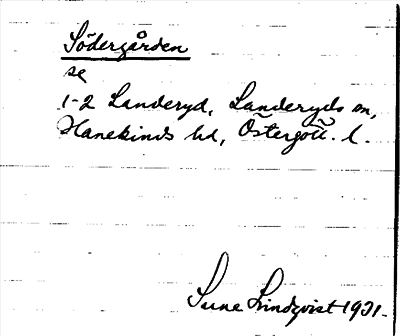 Södergården
se
1-2 Landeryd, Landeryds sn,
Hanekinds hd, Östergötl. l.
Sune Lindqvist 1931.